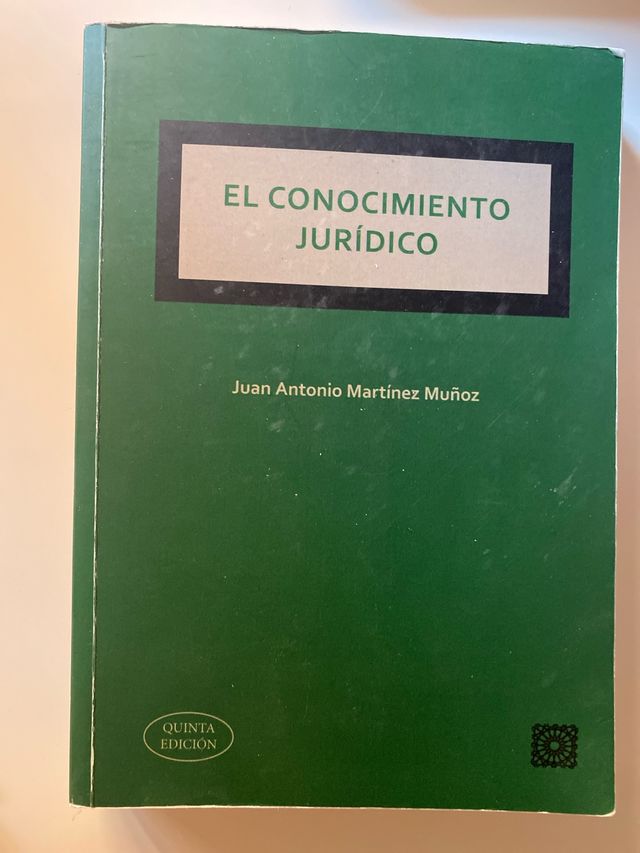 EL CONOCIMIENTO
JURÍDICO
Juan Antonio Martínez Muñoz
QUINTA
EDICIÓN